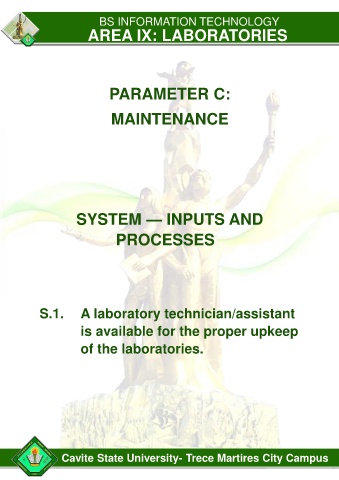 BS INFORMATION TECHNOLOGY
AREA IX: LABORATORIES
PARAMETER C:
MAINTENANCE
SYSTEM — INPUTS AND
PROCESSES
S.1. A laboratory technician/assistant
is available for the proper upkeep
of the laboratories.
Cavite State University- Trece Martires City Campus